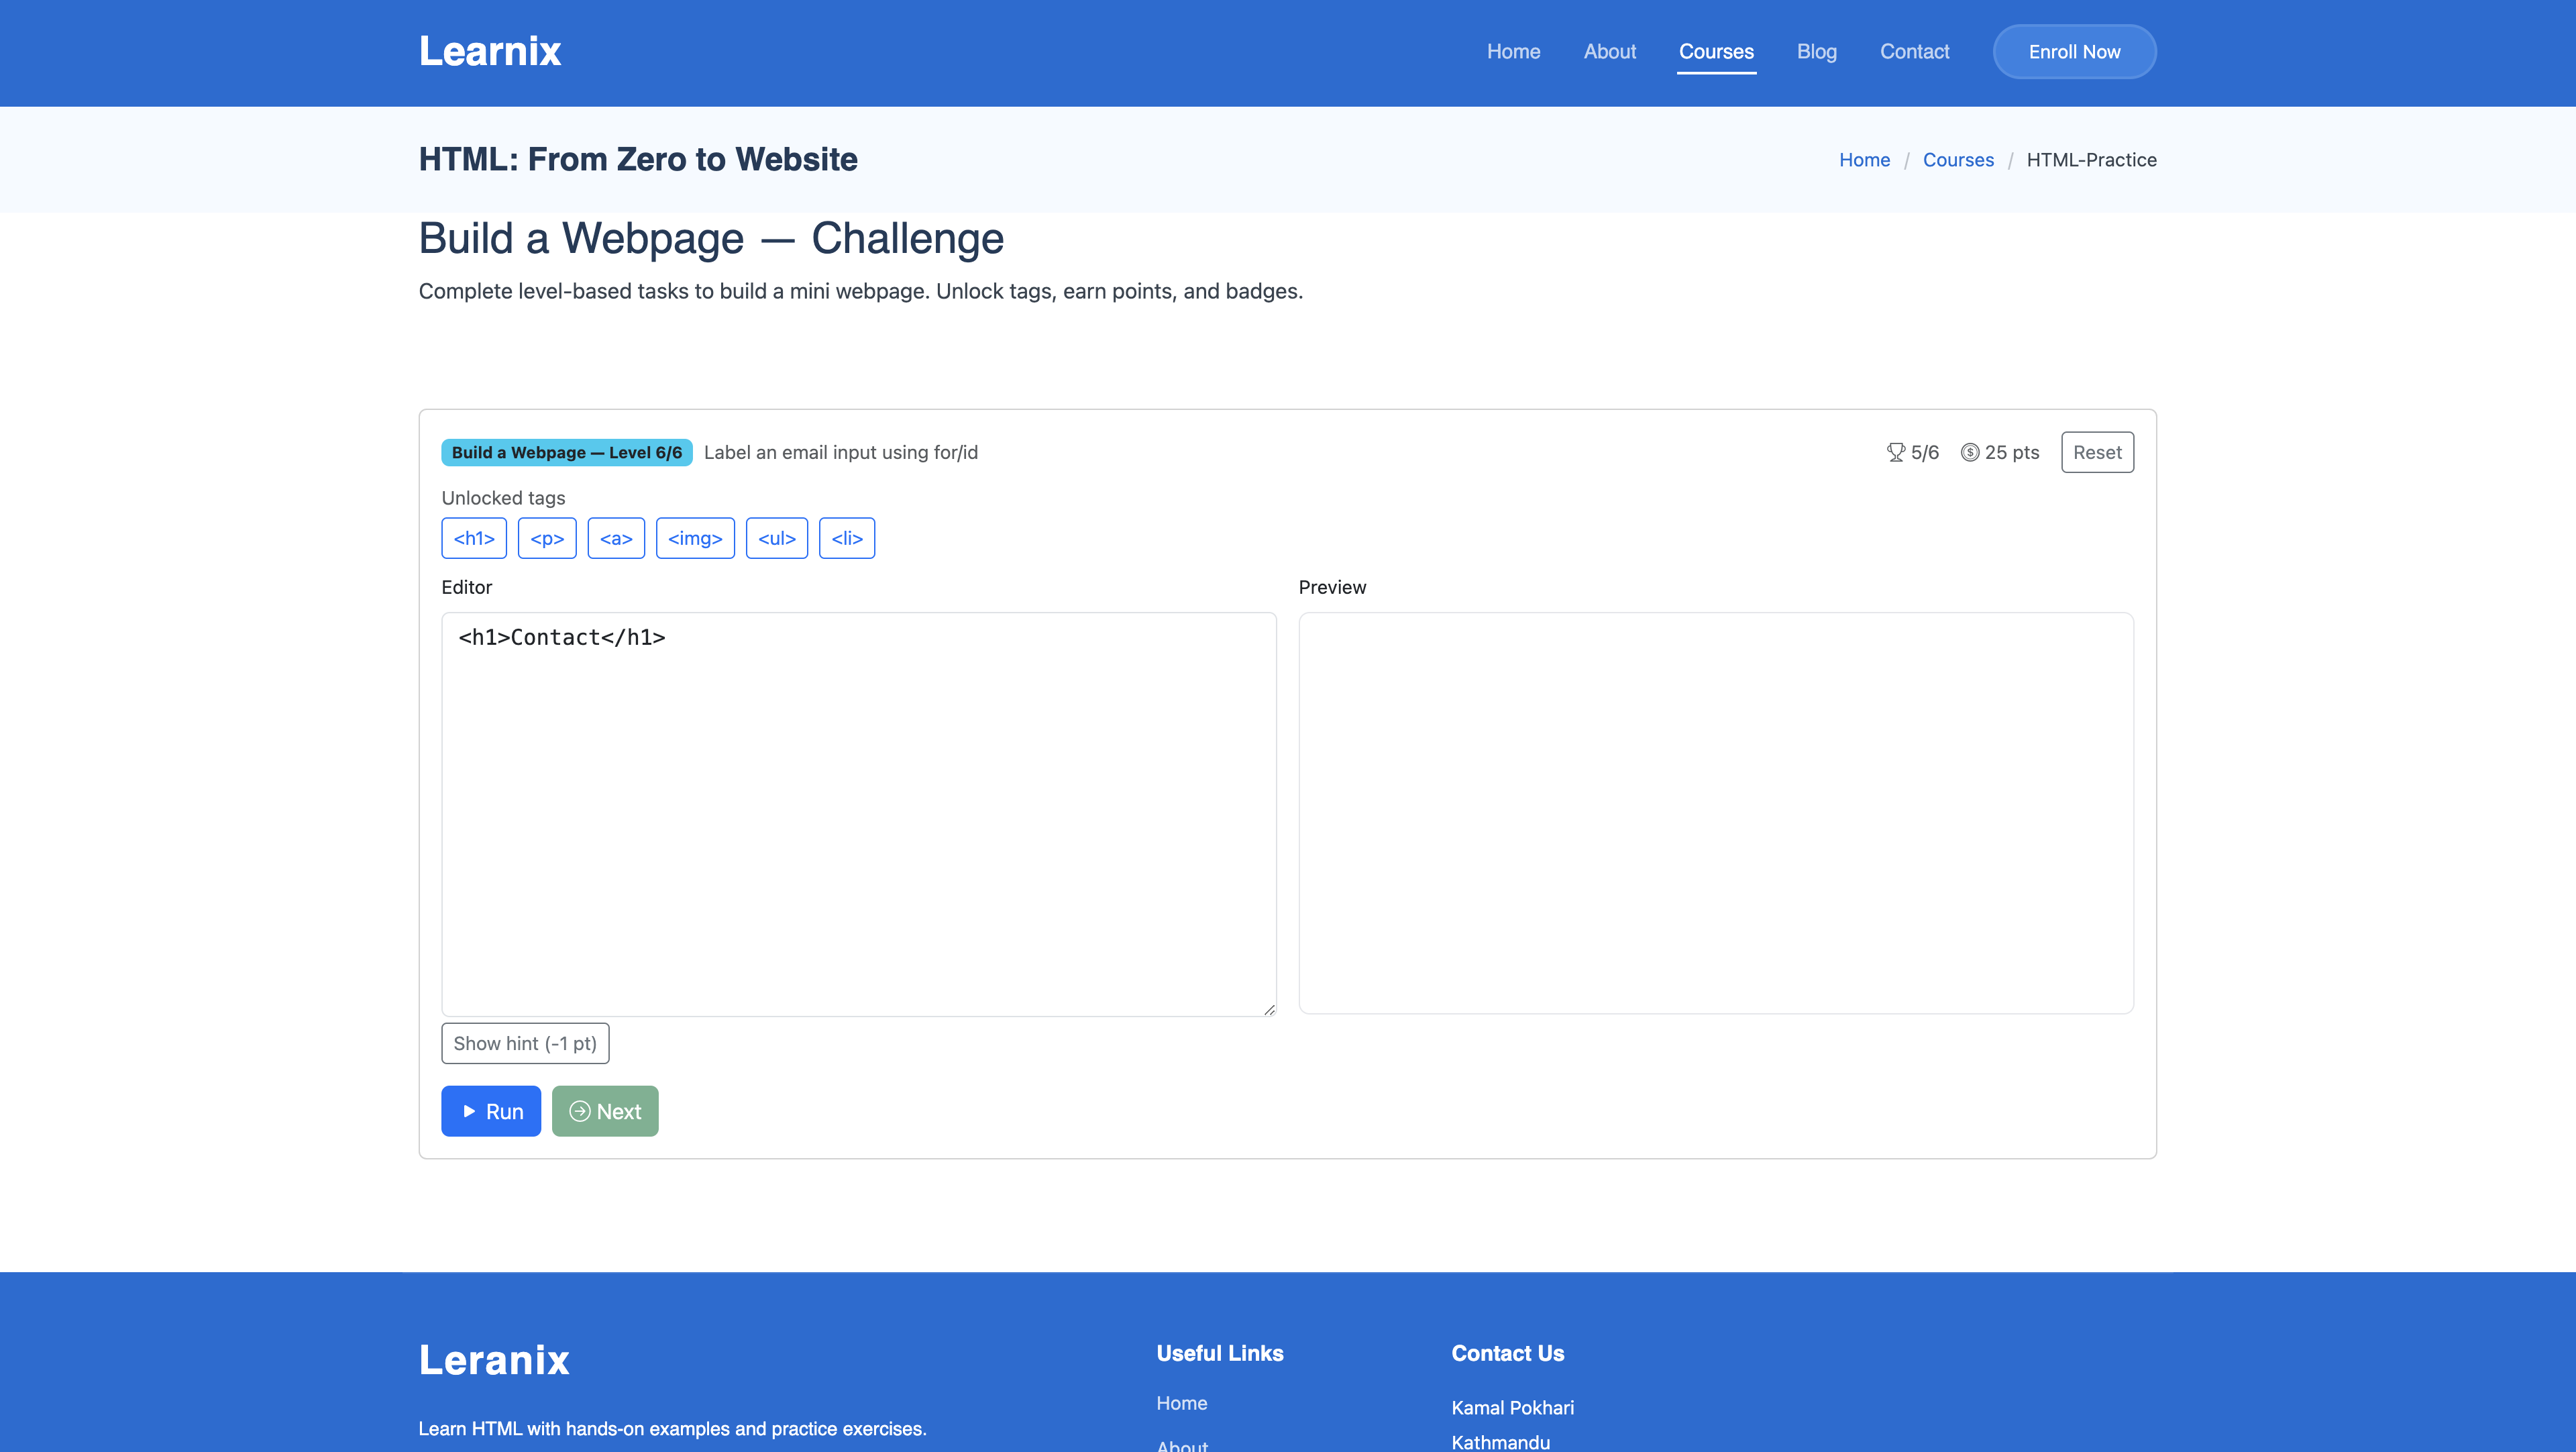 Learnix
Home About Courses Blog Contact Enroll Now
HTML: From Zero to Website
Home / Courses / HTML-Practice
Build a Webpage — Challenge
Complete level-based tasks to build a mini webpage. Unlock tags, earn points, and badges.
Build a Webpage — Level 6/6 Label an email input using for/id
5/6 25 pts Reset
Unlocked tags
<h1> <p> <a> <img> <ul> <li>
Editor
<h1>Contact</h1>
Preview
Show hint (-1 pt)
Run Next
Leranix
Learn HTML with hands-on examples and practice exercises.
Useful Links
Home
About
Contact Us
Kamal Pokhari
Kathmandu